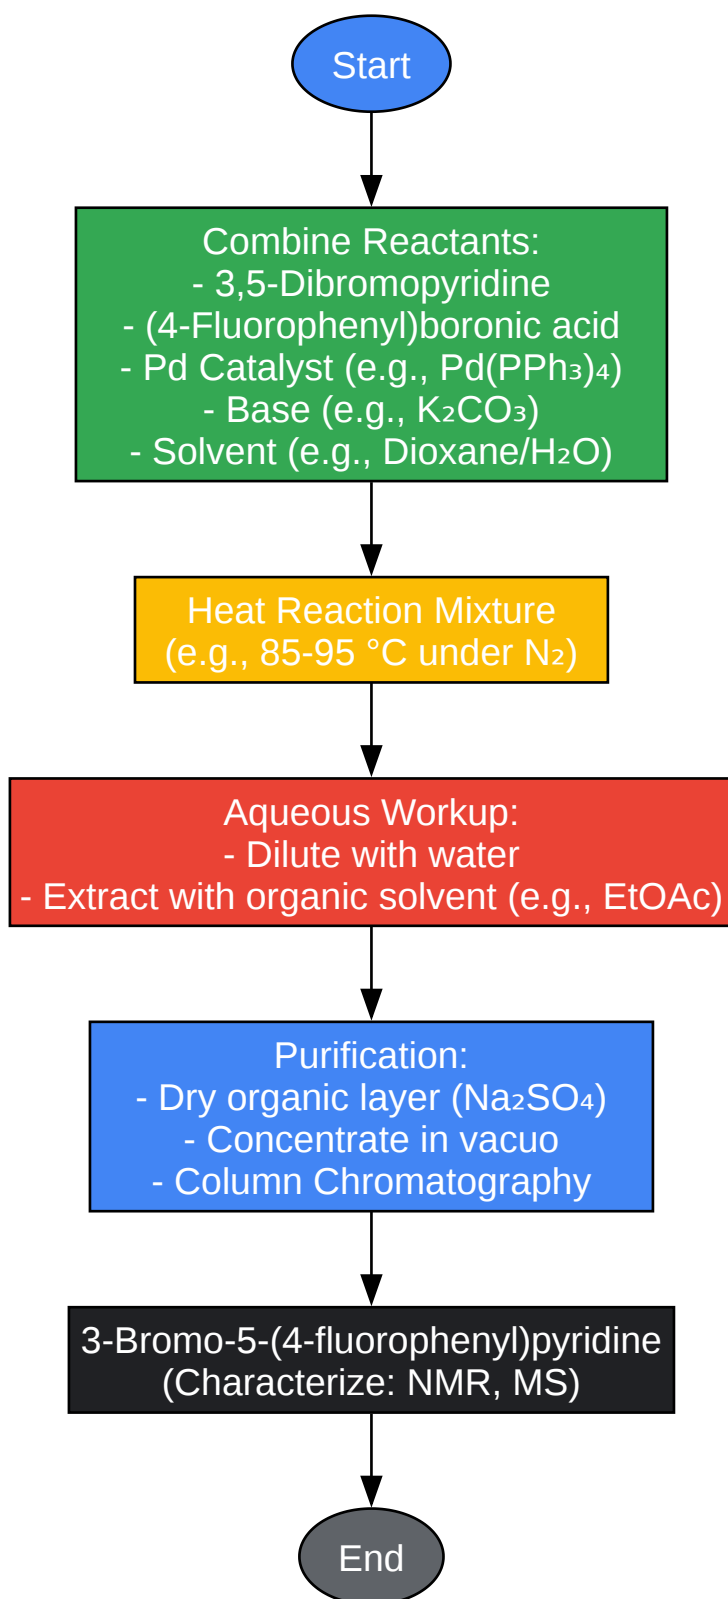 Start
Combine Reactants:
- 3,5-Dibromopyridine
- (4-Fluorophenyl)boronic acid
- Pd Catalyst (e.g., Pd(PPh₃)₄)
- Base (e.g., K₂CO₃)
- Solvent (e.g., Dioxane/H₂O)
Heat Reaction Mixture
(e.g., 85-95 °C under N₂)
Aqueous Workup:
- Dilute with water
- Extract with organic solvent (e.g., EtOAc)
Purification:
- Dry organic layer (Na₂SO₄)
- Concentrate in vacuo
- Column Chromatography
3-Bromo-5-(4-fluorophenyl)pyridine
(Characterize: NMR, MS)
End